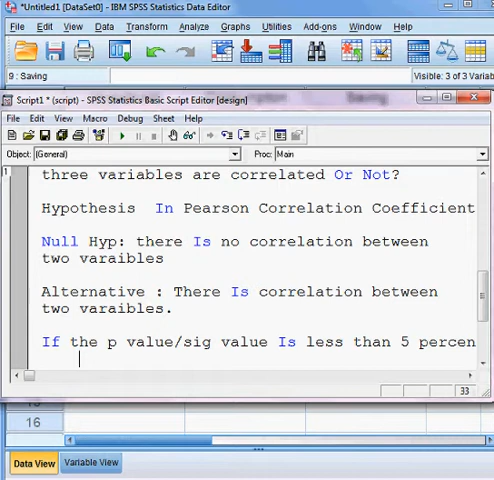 *Untitled1 [DataSet0] - IBM SPSS Statistics Data Editor
File Edit View Data Transform Analyze Graphs Utilities Add-ons Window Help
9 : Saving Visible: 3 of 3 Variab
Script1 * (script) - SPSS Statistics Basic Script Editor [design]
File Edit View Macro Debug Sheet Help
Object: (General) Proc: Main
1
three variables are correlated Or Not?
Hypothesis In Pearson Correlation Coefficient
Null Hyp: there Is no correlation between
two varaibles
Alternative : There Is correlation between
two varaibles.
If the p value/sig value Is less than 5 percen
33
16
Data View Variable View